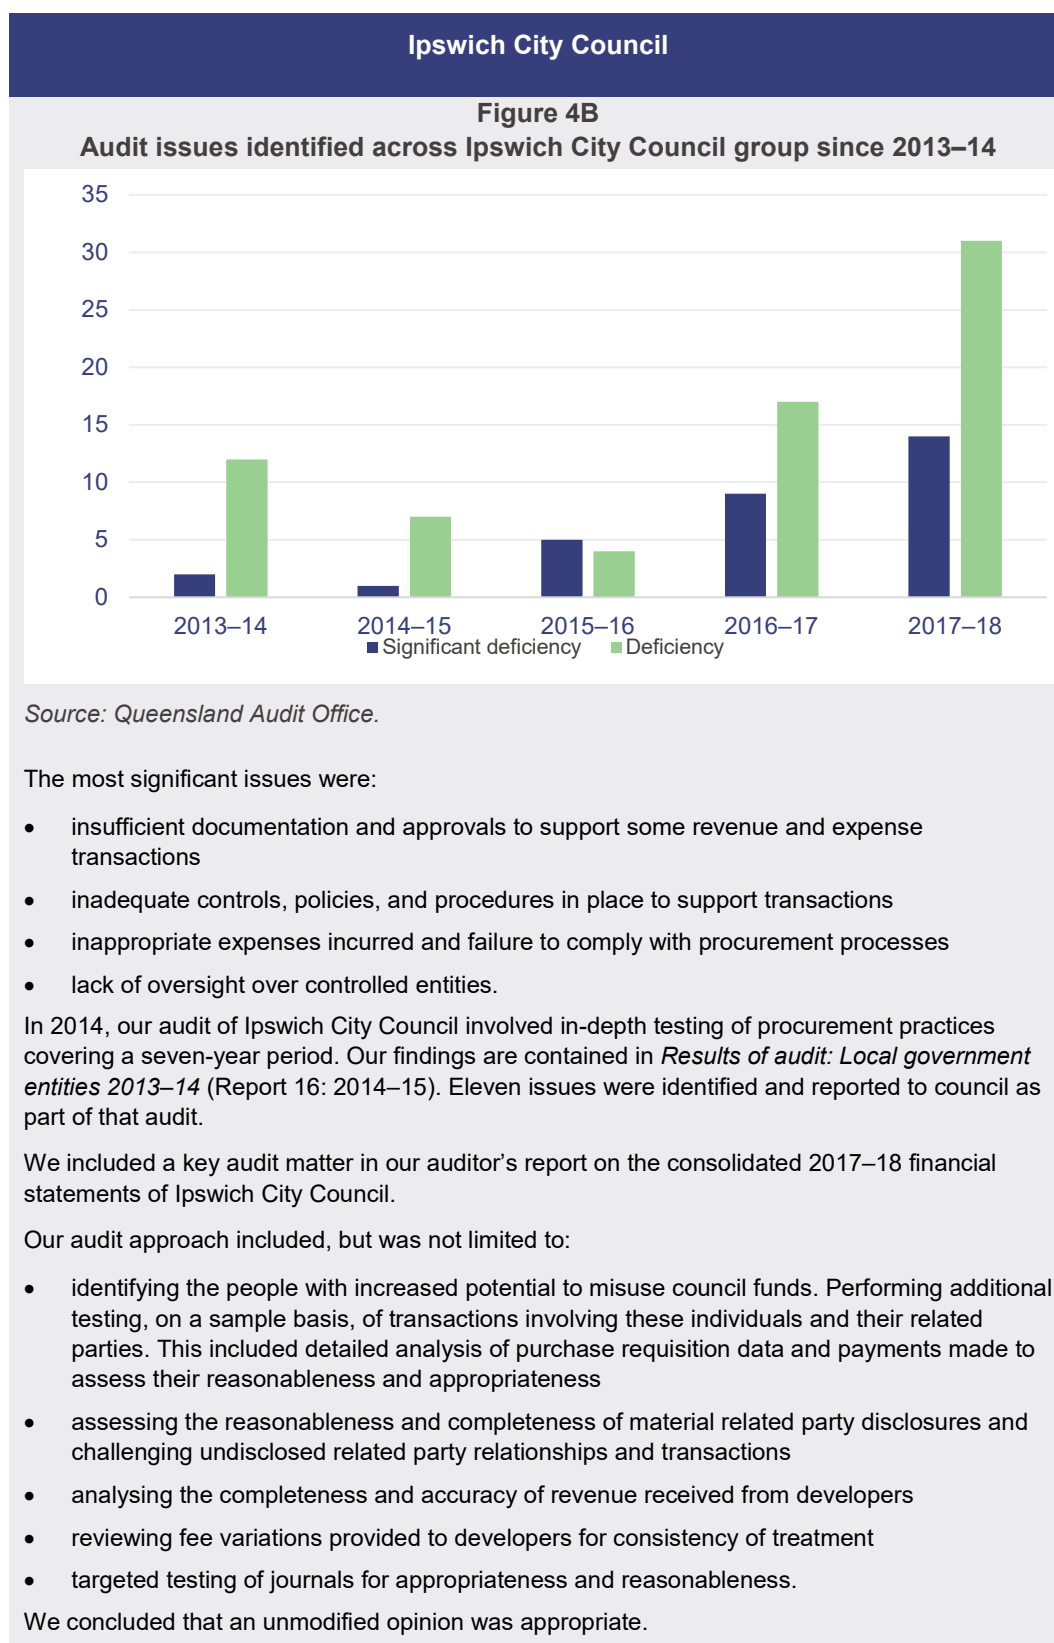 Ipswich City Council
Figure 4B
Audit issues identified across Ipswich City Council group since 2013–14
35
30
25
20
15
10
5
0
2013–14 2014–15 2015–16 2016–17 2017–18
Significant deficiency Deficiency
Source: Queensland Audit Office.
The most significant issues were:
• insufficient documentation and approvals to support some revenue and expense
transactions
• inadequate controls, policies, and procedures in place to support transactions
• inappropriate expenses incurred and failure to comply with procurement processes
• lack of oversight over controlled entities.
In 2014, our audit of Ipswich City Council involved in-depth testing of procurement practices
covering a seven-year period. Our findings are contained in Results of audit: Local government
entities 2013–14 (Report 16: 2014–15). Eleven issues were identified and reported to council as
part of that audit.
We included a key audit matter in our auditor’s report on the consolidated 2017–18 financial
statements of Ipswich City Council.
Our audit approach included, but was not limited to:
• identifying the people with increased potential to misuse council funds. Performing additional
testing, on a sample basis, of transactions involving these individuals and their related
parties. This included detailed analysis of purchase requisition data and payments made to
assess their reasonableness and appropriateness
• assessing the reasonableness and completeness of material related party disclosures and
challenging undisclosed related party relationships and transactions
• analysing the completeness and accuracy of revenue received from developers
• reviewing fee variations provided to developers for consistency of treatment
• targeted testing of journals for appropriateness and reasonableness.
We concluded that an unmodified opinion was appropriate.